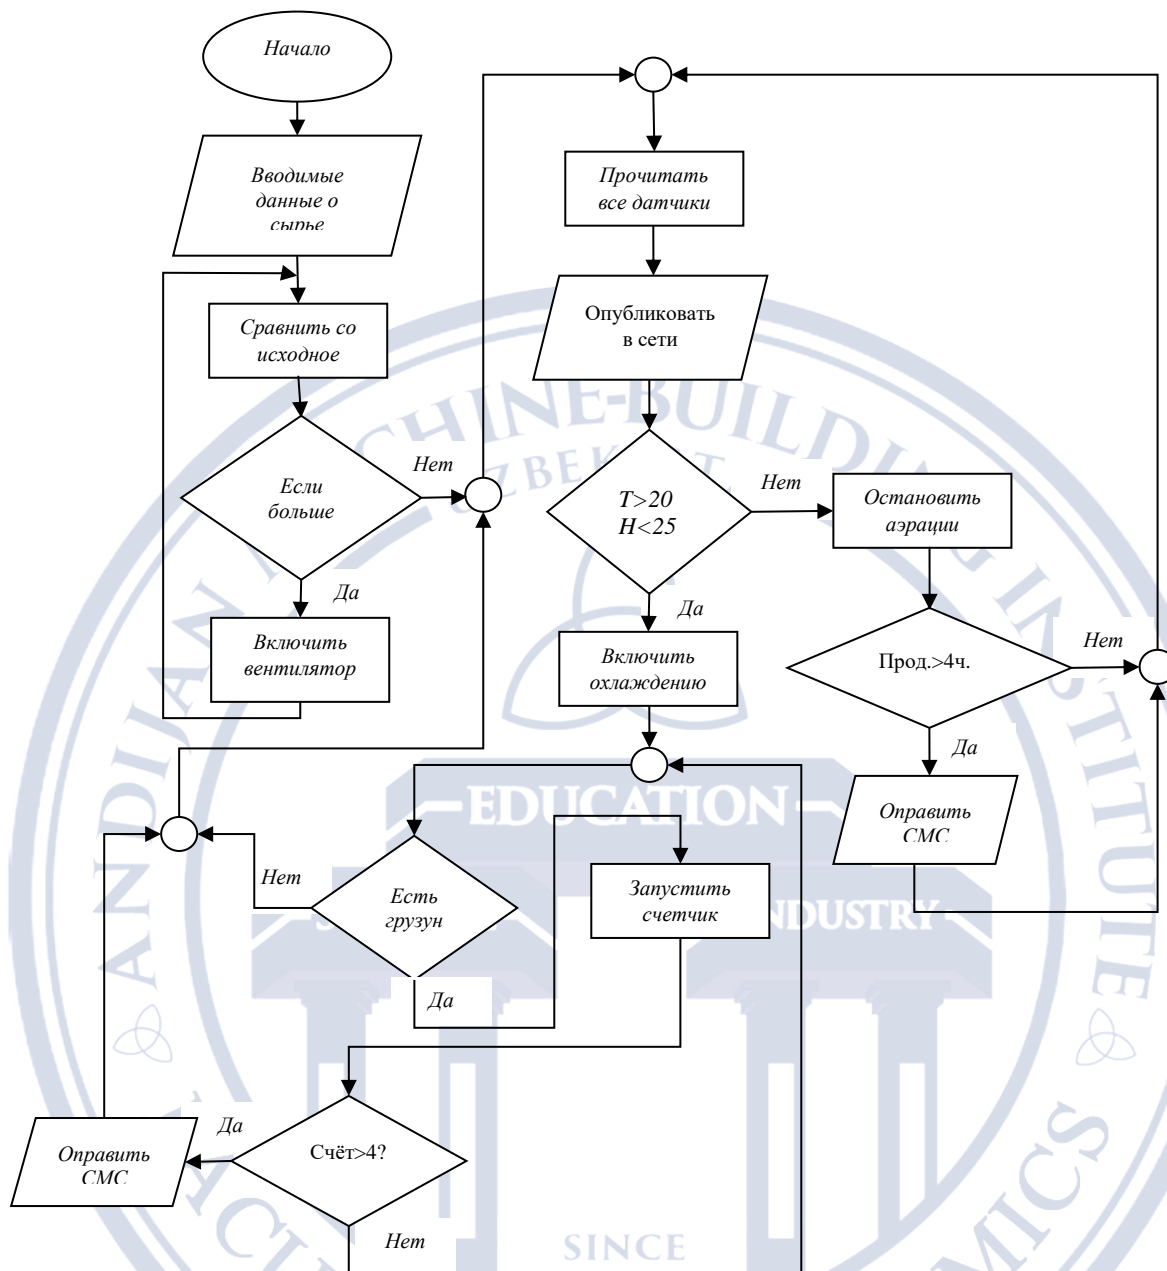 Начало
Вводимые
данные о
сырье
Сравнить со
исходное
Если
больше
Нет
Да
Включить
вентилятор
Прочитать
все датчики
Опубликовать
в сети
T>20
H<25
Нет
Остановить
аэрации
Да
Включить
охлаждению
Прод.>4ч.
Нет
Да
Оправить
СМС
Есть
грузун
Нет
Да
Запустить
счетчик
Счёт>4?
Да
Оправить
СМС
Нет
MACHINE-BUILDING INSTITUTE
UZBEKISTAN
ANDIJAN
EDUCATION
INDUSTRY
SINCE